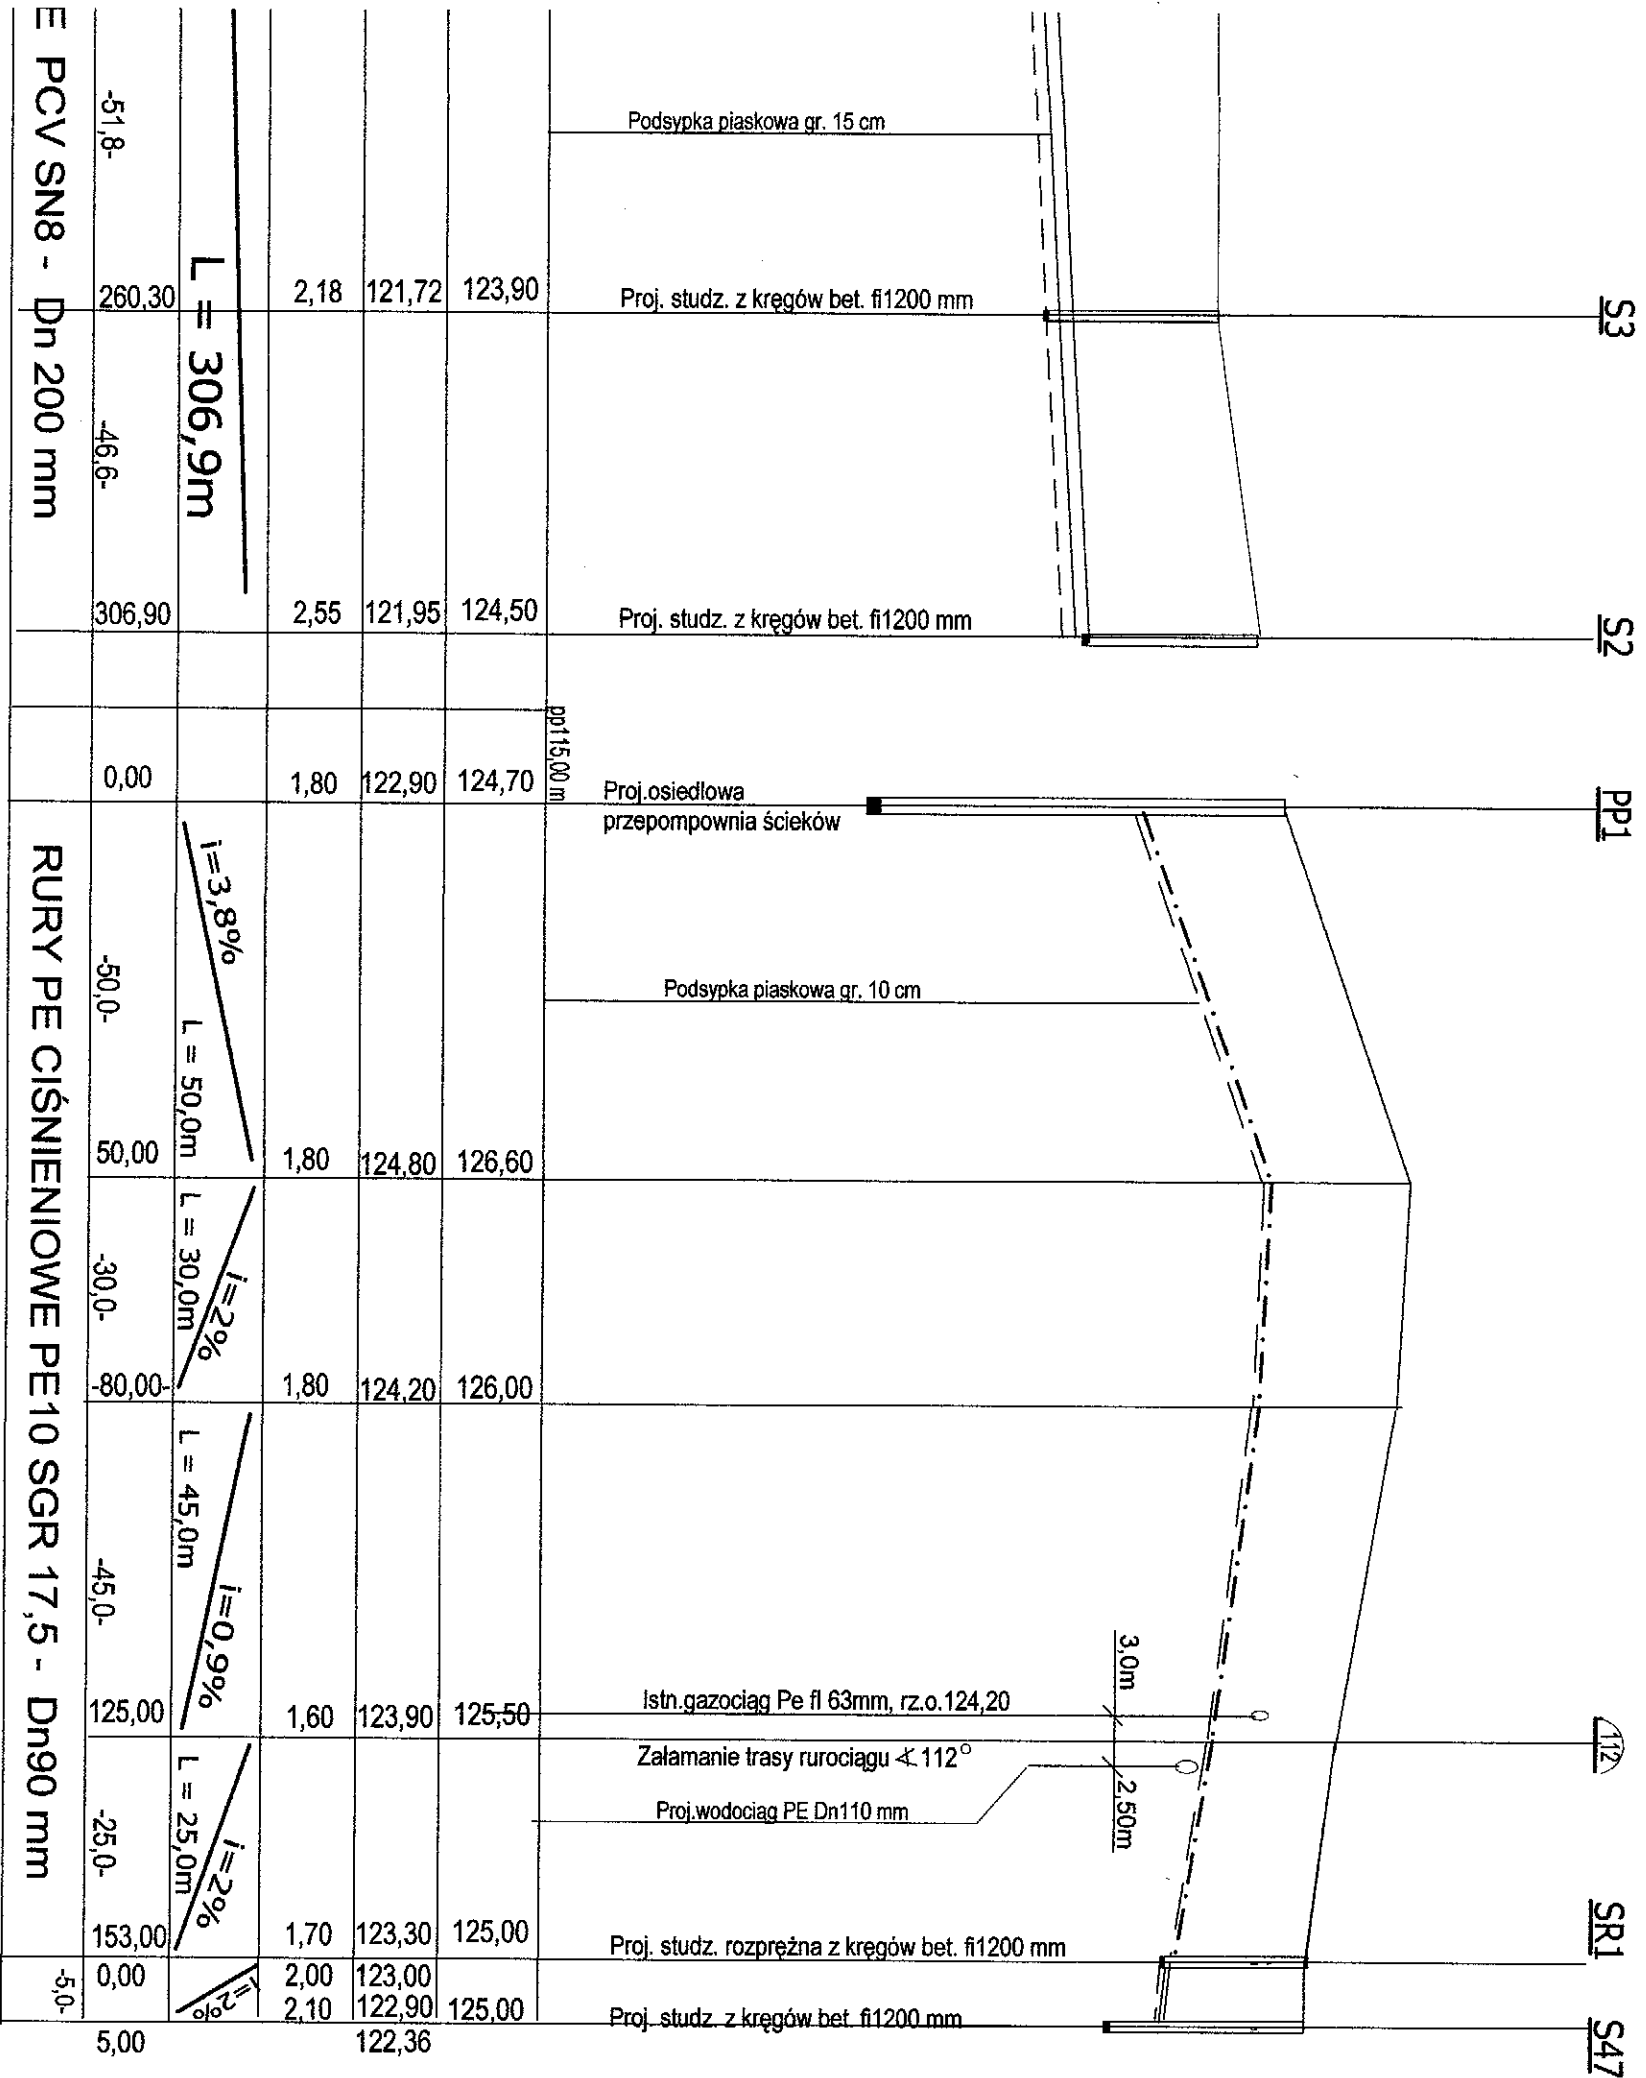 S3
S2
PP1
112
SR1
S47
Podsypka piaskowa gr. 15 cm
260,30 2,18 121,72 123,90 Proj. studz. z kręgów bet. fi1200 mm
306,90 2,55 121,95 124,50 Proj. studz. z kręgów bet. fi1200 mm
pp115,00 m
0,00 1,80 122,90 124,70 Proj.osiedlowa
przepompownia ścieków
Podsypka piaskowa gr. 10 cm
50,00 1,80 124,80 126,60
-80,00- 1,80 124,20 126,00
3,0m
Istn.gazociąg Pe fl 63mm, rz.o.124,20
125,00 1,60 123,90 125,50
Załamanie trasy rurociągu ∢ 112°
2,50m
Proj.wodociąg PE Dn110 mm
153,00 1,70 123,30 125,00 Proj. studz. rozprężna z kręgów bet. fi1200 mm
0,00 2,00 123,00
2,10 122,90 125,00 Proj. studz. z kręgów bet. fi1200 mm
5,00 122,36
L = 306,9m
i=3,8%
L = 50,0m
i=2%
L = 30,0m
i=0,9%
L = 45,0m
i=2%
L = 25,0m
i=2%
-51,8-
-46,6-
-50,0-
-30,0-
-45,0-
-25,0-
-5,0-
E PCV SN8 - Dn 200 mm
RURY PE CIŚNIENIOWE PE10 SGR 17,5 - Dn90 mm